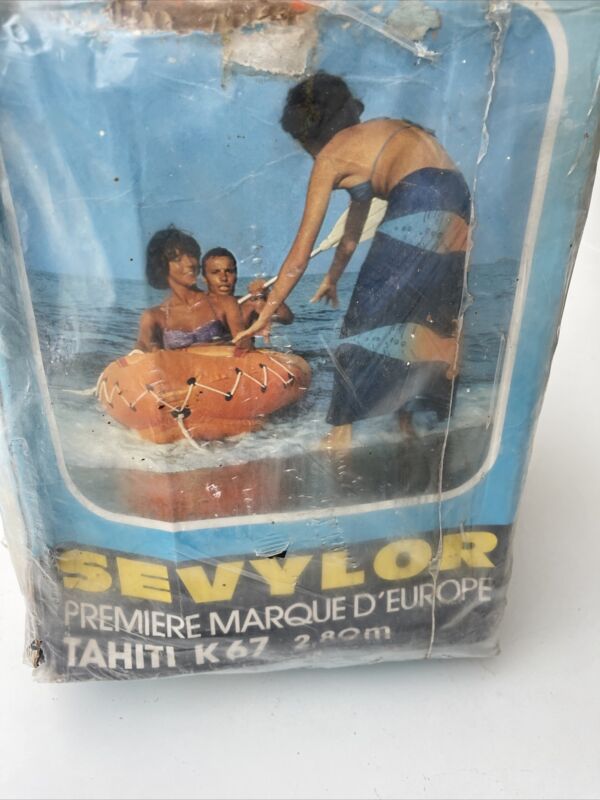 SEVYLOR
PREMIERE MARQUE D'EUROPE
TAHITI K67 2,80m